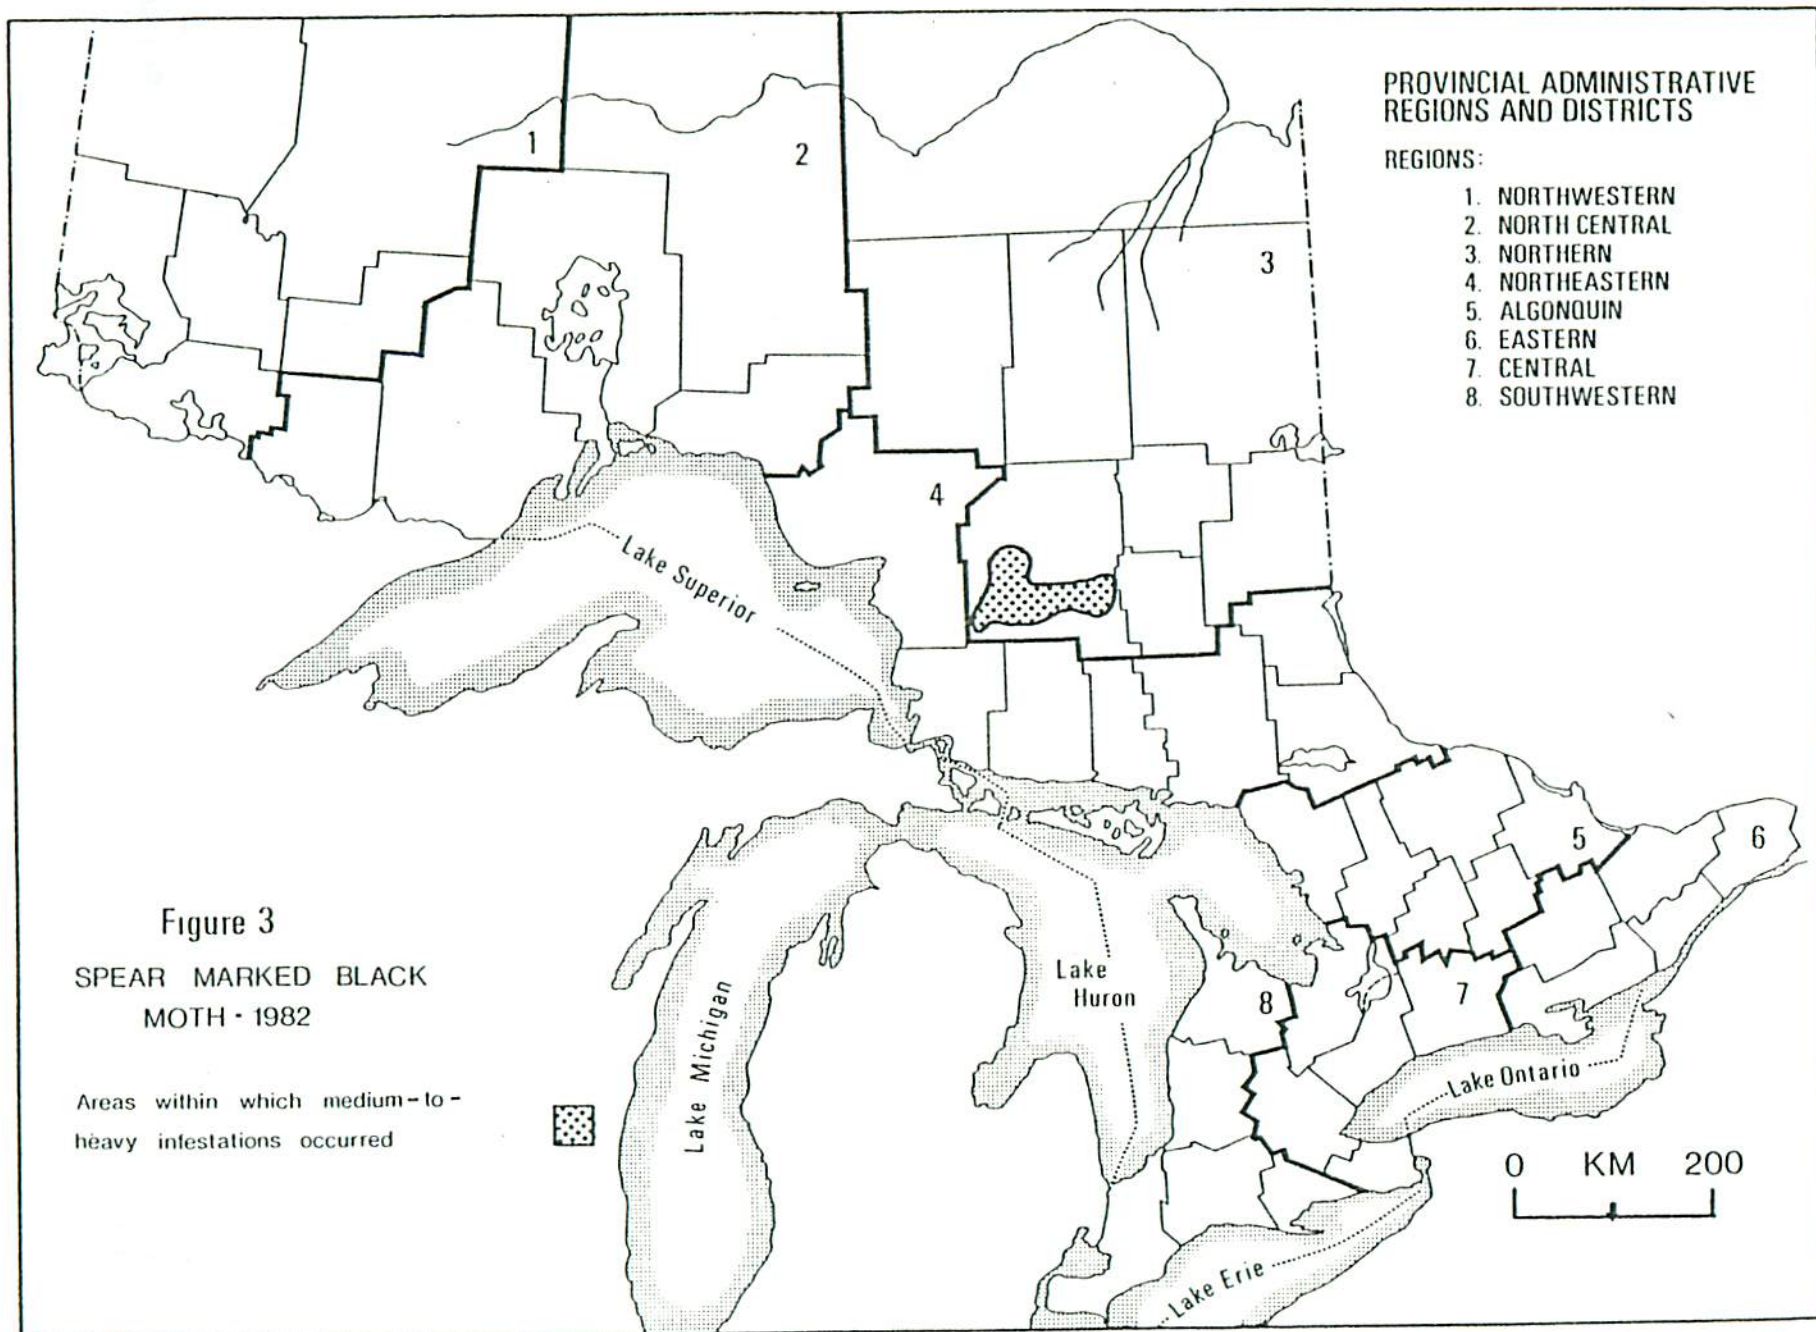 PROVINCIAL ADMINISTRATIVE
REGIONS AND DISTRICTS
REGIONS:
1. NORTHWESTERN
2. NORTH CENTRAL
3. NORTHERN
4. NORTHEASTERN
5. ALGONQUIN
6. EASTERN
7. CENTRAL
8. SOUTHWESTERN
1
2
3
4
Lake Superior
5
6
Figure 3
SPEAR MARKED BLACK
MOTH - 1982
Areas within which medium-to-
heavy infestations occurred
Lake Michigan
Lake
Huron
8
7
Lake Ontario
0 KM 200
Lake Erie